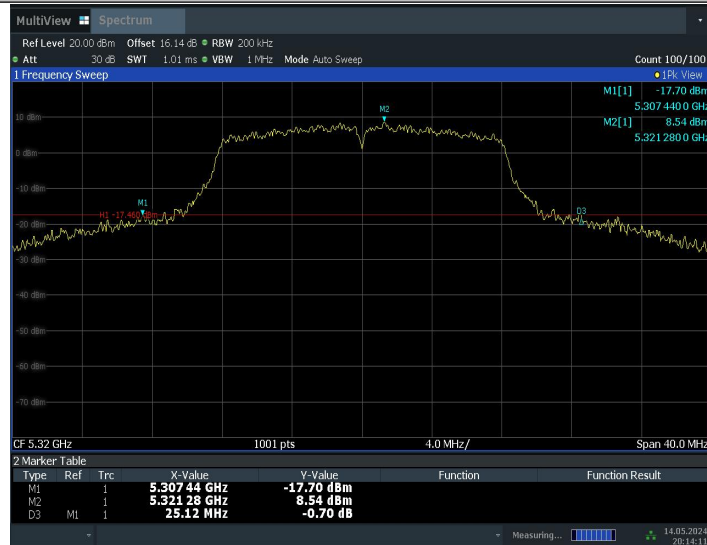 MultiView Spectrum
Ref Level 20.00 dBm Offset 16.14 dB RBW 200 kHz
Att 30 dB SWT 1.01 ms VBW 1 MHz Mode Auto Sweep Count 100/100
1 Frequency Sweep 1Pk View
M1[1] -17.70 dBm
5.307 440 0 GHz
M2[1] 8.54 dBm
5.321 280 0 GHz
M2
10 dBm
0 dBm
-10 dBm
M1
H1 -17.460 dBm
D3
-20 dBm
-30 dBm
-40 dBm
-50 dBm
-60 dBm
-70 dBm
CF 5.32 GHz 1001 pts 4.0 MHz/ Span 40.0 MHz
2 Marker Table
Type Ref Trc X-Value Y-Value Function Function Result
M1 1 5.307 44 GHz -17.70 dBm
M2 1 5.321 28 GHz 8.54 dBm
D3 M1 1 25.12 MHz -0.70 dB
Measuring... 14.05.2024
20:14:11